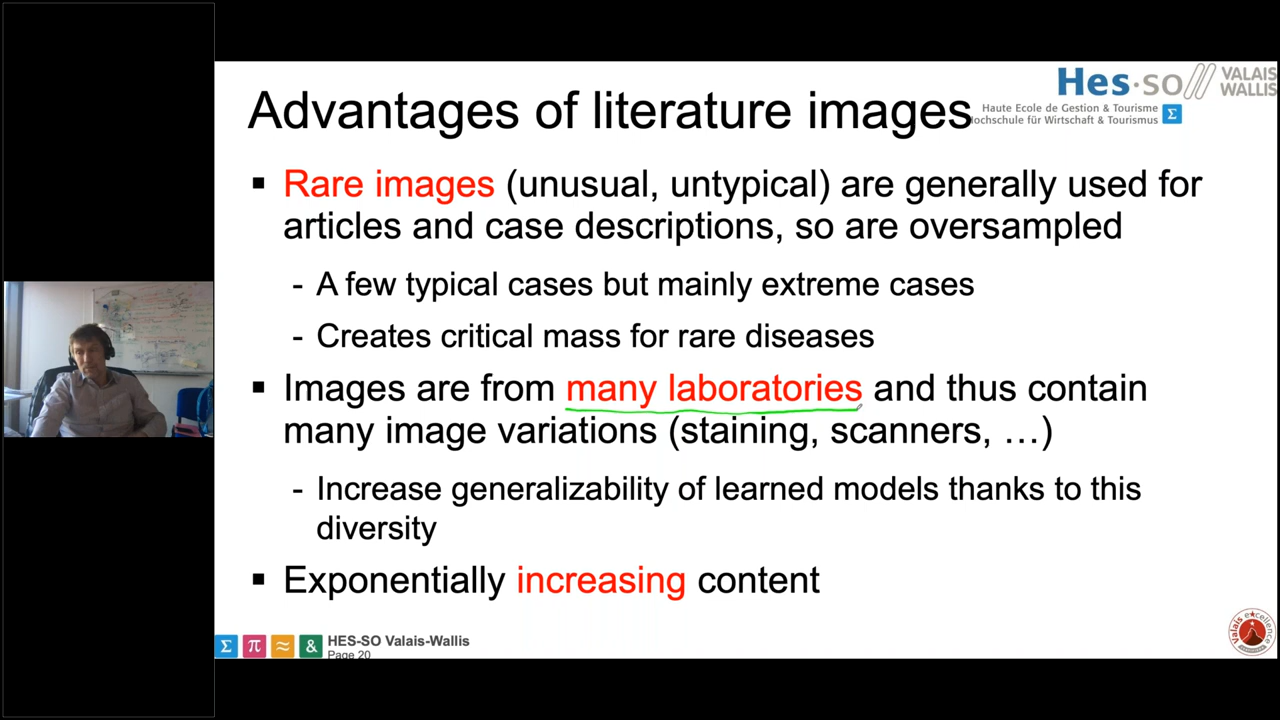 Hes·so VALAIS
WALLIS
Haute Ecole de Gestion & Tourisme
Hochschule für Wirtschaft & Tourismus Σ
Advantages of literature images
▪ Rare images (unusual, untypical) are generally used for
articles and case descriptions, so are oversampled
- A few typical cases but mainly extreme cases
- Creates critical mass for rare diseases
▪ Images are from many laboratories and thus contain
many image variations (staining, scanners, …)
- Increase generalizability of learned models thanks to this
diversity
▪ Exponentially increasing content
Σ π ≈ & HES-SO Valais-Wallis
Page 20
Valais excellence